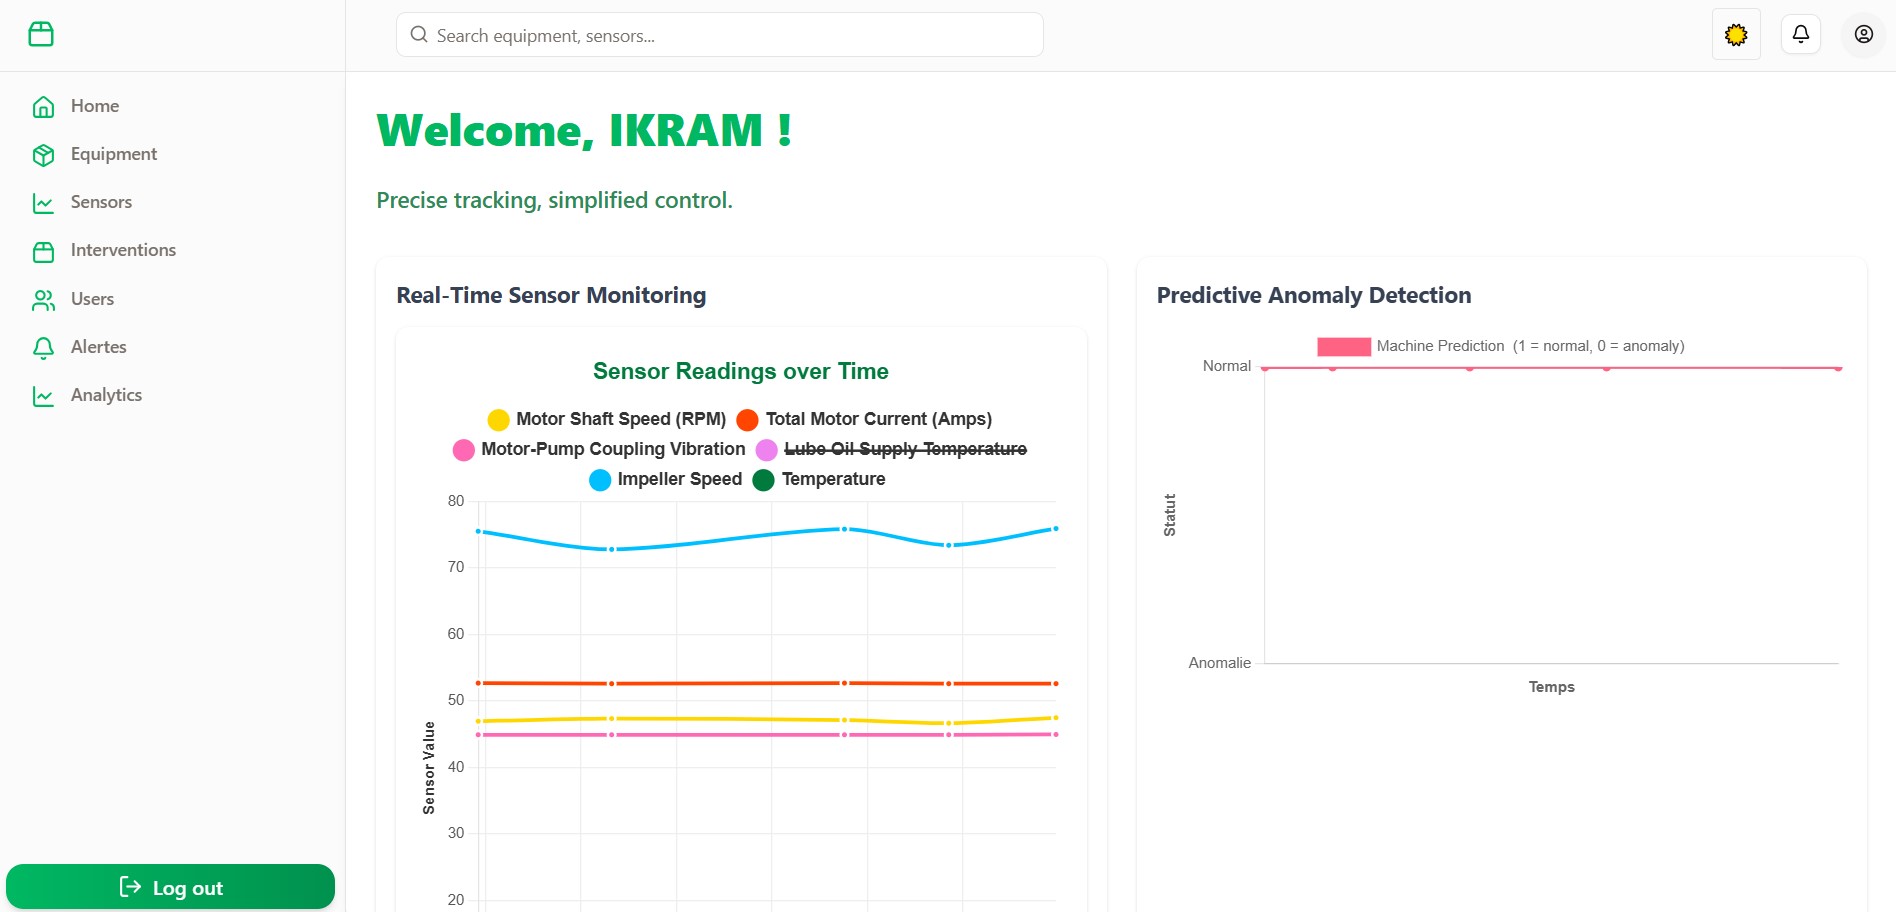 Search equipment, sensors...
Home
Equipment
Sensors
Interventions
Users
Alertes
Analytics
Log out
Welcome, IKRAM !
Precise tracking, simplified control.
Real-Time Sensor Monitoring
Sensor Readings over Time
Motor Shaft Speed (RPM) Total Motor Current (Amps)
Motor-Pump Coupling Vibration Lube Oil Supply Temperature
Impeller Speed Temperature
80
70
60
50
40
30
20
Sensor Value
Predictive Anomaly Detection
Machine Prediction (1 = normal, 0 = anomaly)
Normal
Statut
Anomalie
Temps